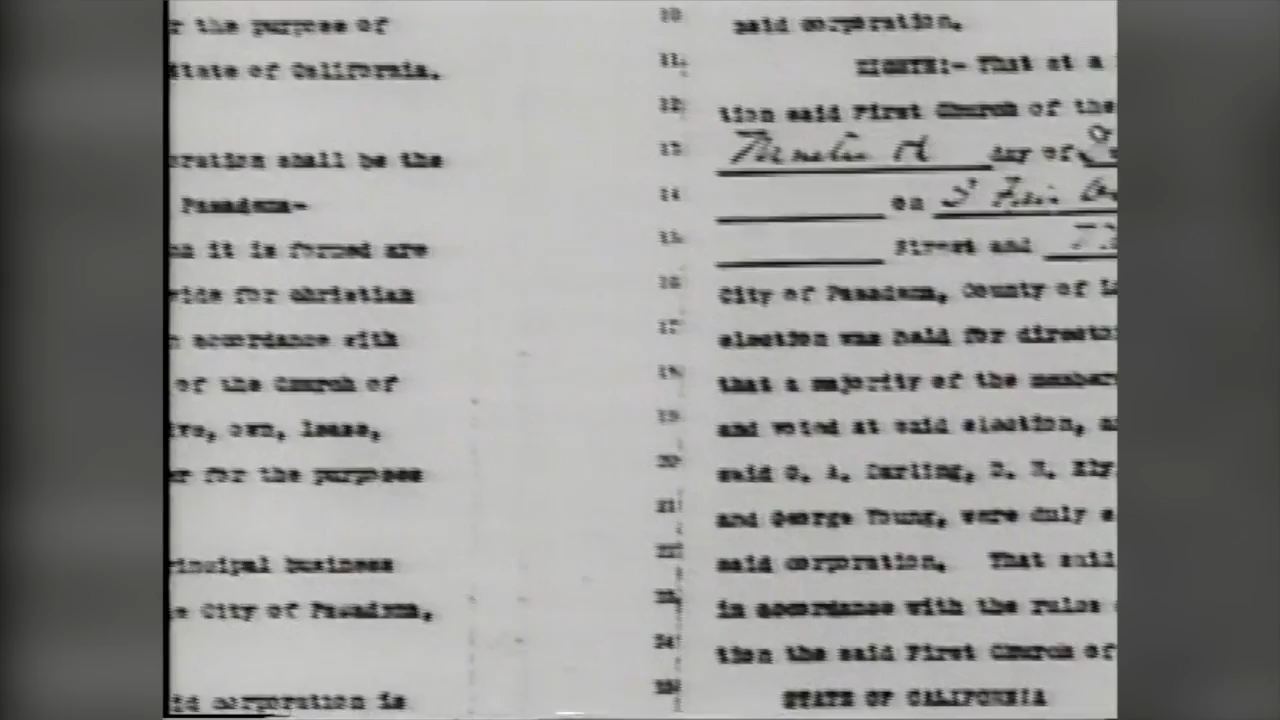 r the purpose of
State of California.
oration shall be the
Pasadena-
it is formed are
vide for christian
n accordance with
of the Church of
ive, own, lease,
er for the purposes
rincipal business
e City of Pasadena,
id corporation is
10 said corporation.
11 EIGHTH:- That at a
12 tion said First Church of the
13 day of
14 on
15 Street and
16 City of Pasadena, County of
17 election was held for
18 that a majority of the members
19 and voted at said election,
20 said O. A. Darling,
21 and George Young, were duly
22 said corporation. That said
23 in accordance with the rules
24 tion the said First Church of
25 STATE OF CALIFORNIA